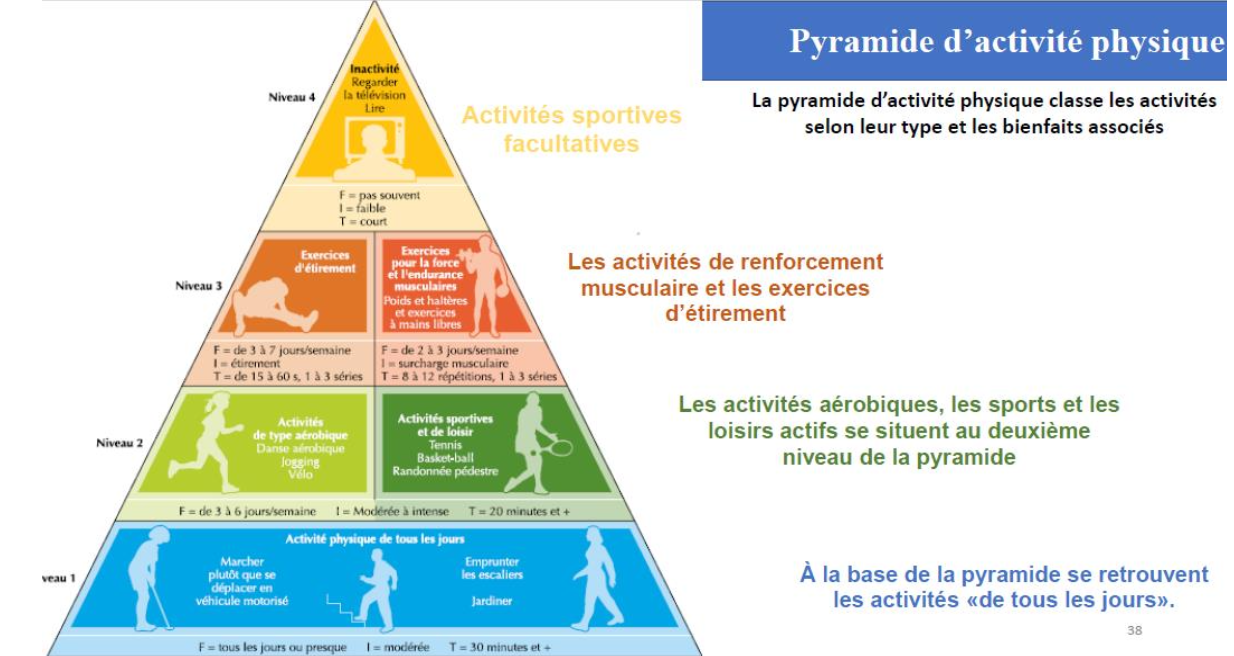 Pyramide d’activité physique
La pyramide d’activité physique classe les activités
selon leur type et les bienfaits associés
Niveau 4
Inactivité
Regarder
la télévision
Lire
F = pas souvent
I = faible
T = court
Activités sportives
facultatives
Niveau 3
Exercices
d'étirement
F = de 3 à 7 jours/semaine
I = étirement
T = de 15 à 60 s, 1 à 3 séries
Exercices
pour la force
et l'endurance
musculaires
Poids et haltères
et exercices
à mains libres
F = de 2 à 3 jours/semaine
I = surcharge musculaire
T = 8 à 12 répétitions, 1 à 3 séries
Les activités de renforcement
musculaire et les exercices
d’étirement
Niveau 2
Activités
de type aérobique
Danse aérobique
Jogging
Vélo
Activités sportives
et de loisir
Tennis
Basket-ball
Randonnée pédestre
F = de 3 à 6 jours/semaine I = Modérée à intense T = 20 minutes et +
Les activités aérobiques, les sports et les
loisirs actifs se situent au deuxième
niveau de la pyramide
veau 1
Activité physique de tous les jours
Marcher
plutôt que se
déplacer en
véhicule motorisé
Emprunter
les escaliers
Jardiner
F = tous les jours ou presque I = modérée T = 30 minutes et +
À la base de la pyramide se retrouvent
les activités «de tous les jours».
38